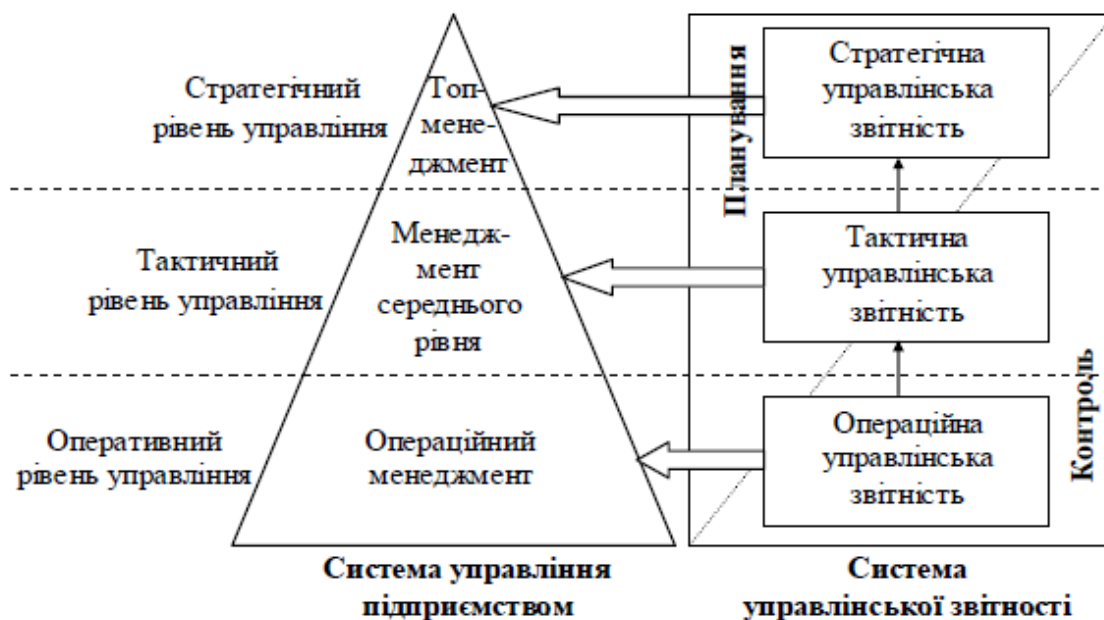 Стратегічний
рівень управління
Топ-
мене-
джмент
Планування
Стратегічна
управлінська
звітність
Тактичний
рівень управління
Менедж-
мент
середнього
рівня
Тактична
управлінська
звітність
Оперативний
рівень управління
Операційний
менеджмент
Операційна
управлінська
звітність
Контроль
Система управління
підприємством
Система
управлінської звітності